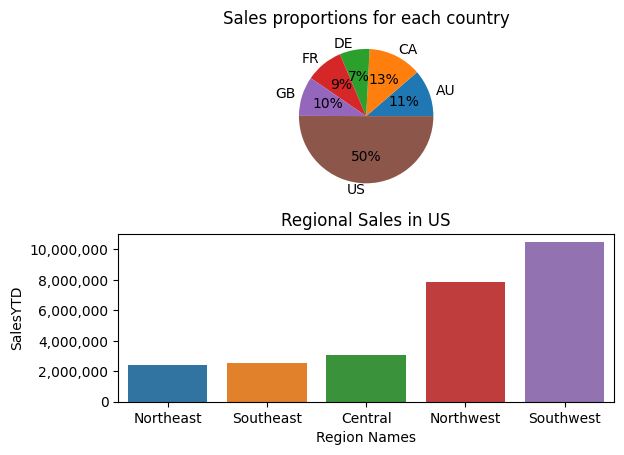 Sales proportions for each country
DE
CA
FR
7%
13%
9%
GB
AU
10%
11%
50%
US
Regional Sales in US
10,000,000
8,000,000
6,000,000
4,000,000
2,000,000
0
SalesYTD
Northeast Southeast Central Northwest Southwest
Region Names